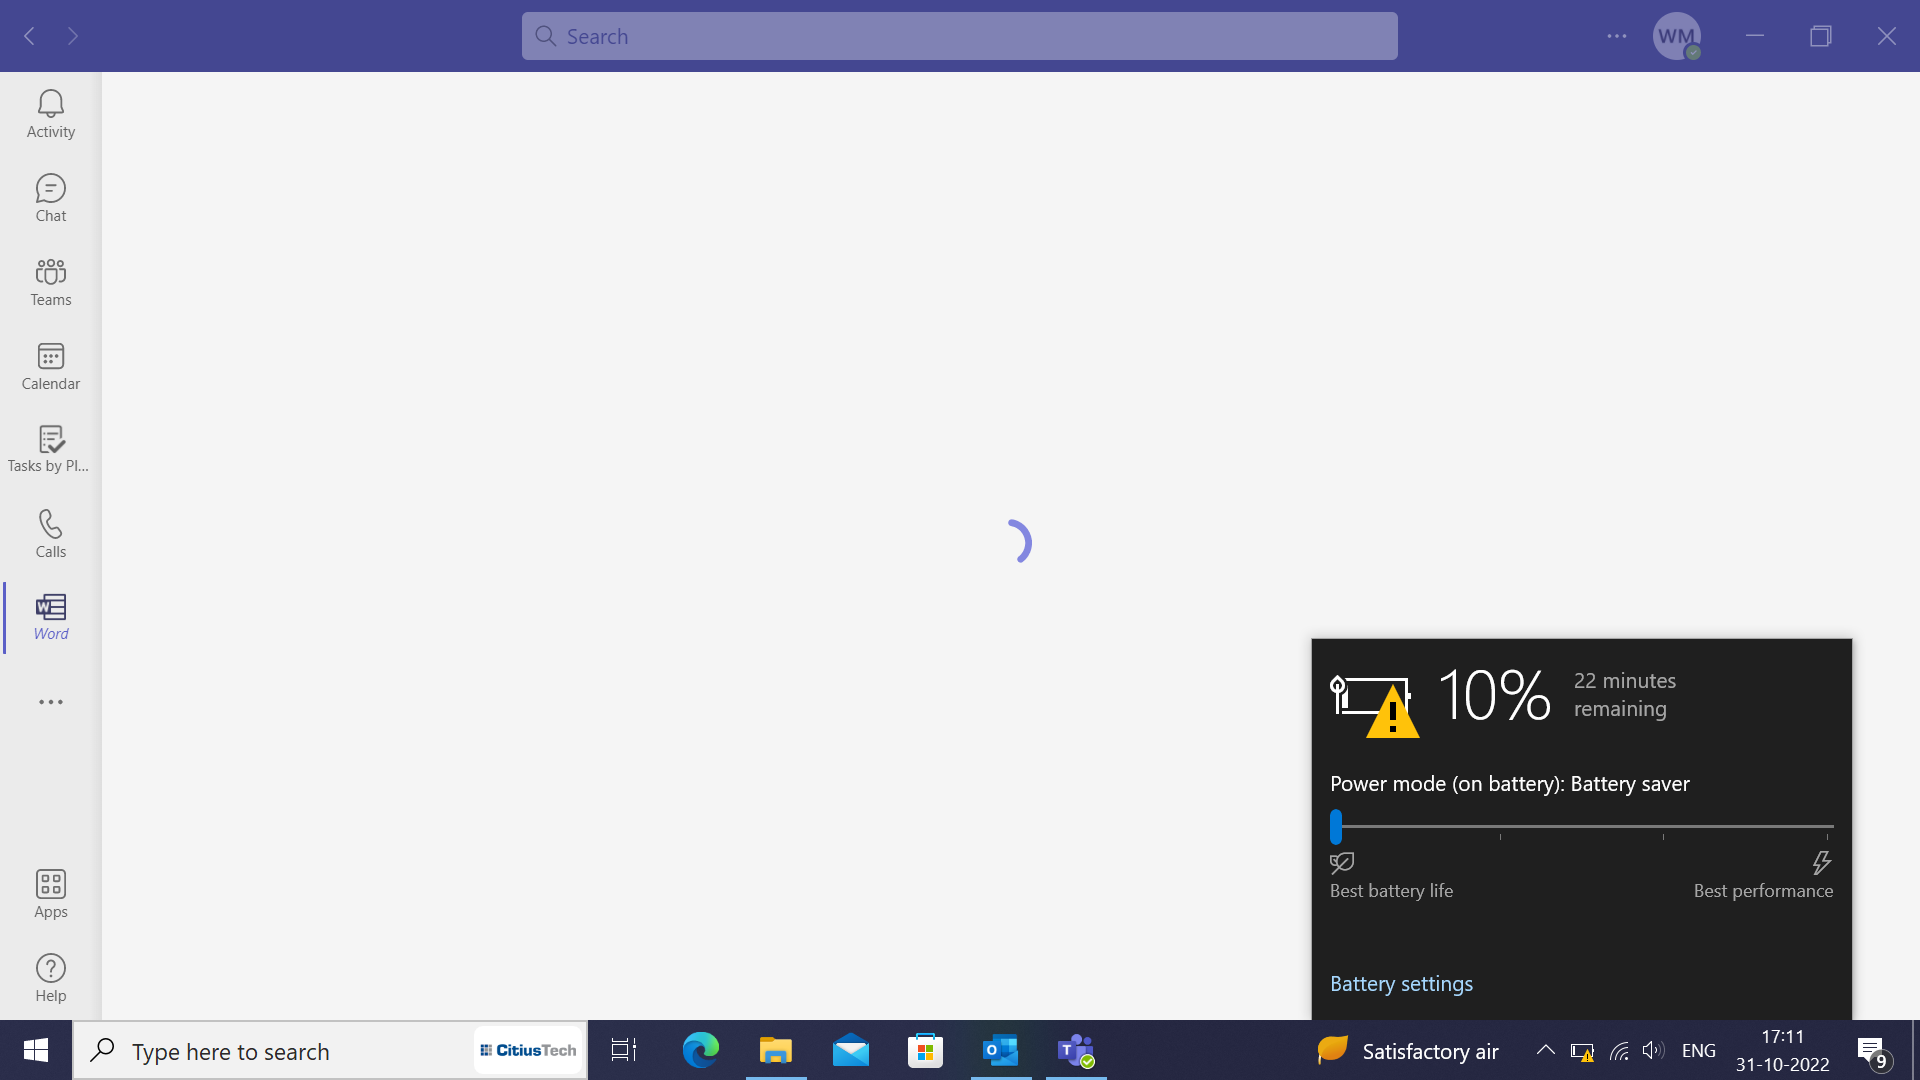 Search
WM
Activity
Chat
Teams
Calendar
Tasks by Pl...
Calls
Word
Apps
Help
10%
22 minutes
remaining
Power mode (on battery): Battery saver
Best battery life
Best performance
Battery settings
Type here to search
CitiusTech
Satisfactory air
ENG
17:11
31-10-2022
9